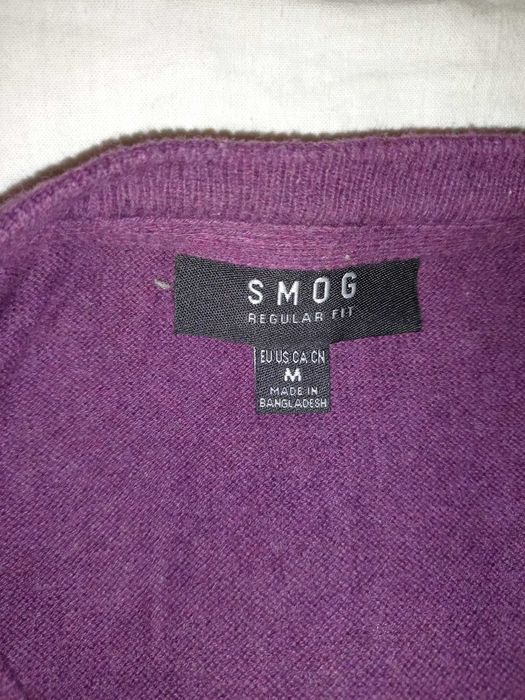 SMOG
REGULAR FIT
EU US CA CN
M
MADE IN
BANGLADESH